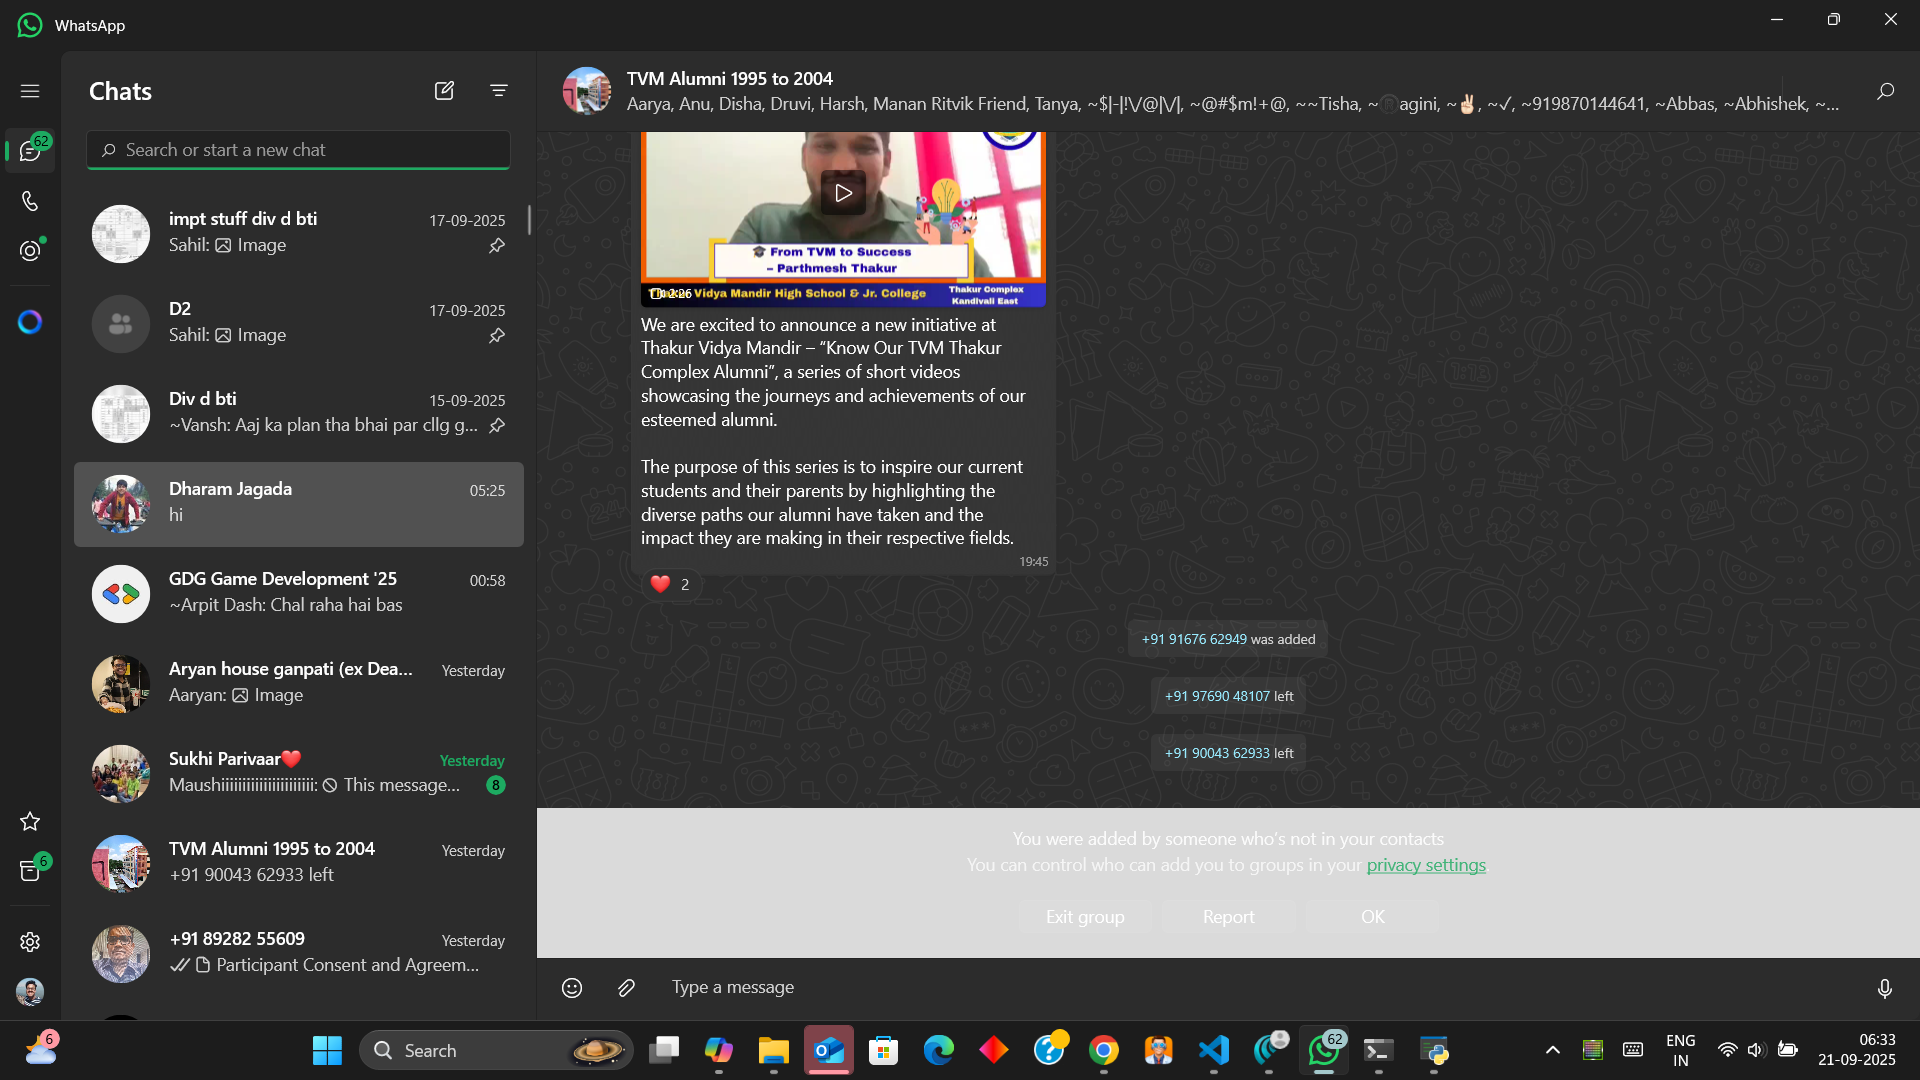 WhatsApp
Chats
62
Search or start a new chat
impt stuff div d bti
17-09-2025
Sahil: Image
D2
17-09-2025
Sahil: Image
Div d bti
15-09-2025
~Vansh: Aaj ka plan tha bhai par cllg g...
Dharam Jagada
05:25
hi
GDG Game Development '25
00:58
~Arpit Dash: Chal raha hai bas
Aryan house ganpati (ex Dea...
Yesterday
Aaryan: Image
Sukhi Parivaar❤️
Yesterday
Maushiiiiiiiiiiiiiiiiiiiiii: This message...
8
TVM Alumni 1995 to 2004
Yesterday
+91 90043 62933 left
6
+91 89282 55609
Yesterday
Participant Consent and Agreem...
TVM Alumni 1995 to 2004
Aarya, Anu, Disha, Druvi, Harsh, Manan Ritvik Friend, Tanya, ~$|-|!\/@|\/|, ~@#$m!+@, ~~Tisha, ~®agini, ~✌🏻, ~✓, ~919870144641, ~Abbas, ~Abhishek, ~...
🎓 From TVM to Success
– Parthmesh Thakur
2:26
Vidya Mandir High School & Jr. College
Thakur Complex
Kandivali East
We are excited to announce a new initiative at
Thakur Vidya Mandir – “Know Our TVM Thakur
Complex Alumni”, a series of short videos
showcasing the journeys and achievements of our
esteemed alumni.
The purpose of this series is to inspire our current
students and their parents by highlighting the
diverse paths our alumni have taken and the
impact they are making in their respective fields.
19:45
❤️ 2
+91 91676 62949 was added
+91 97690 48107 left
+91 90043 62933 left
You were added by someone who's not in your contacts
You can control who can add you to groups in your privacy settings.
Exit group
Report
OK
Type a message
6
Search
62
ENG
IN
06:33
21-09-2025